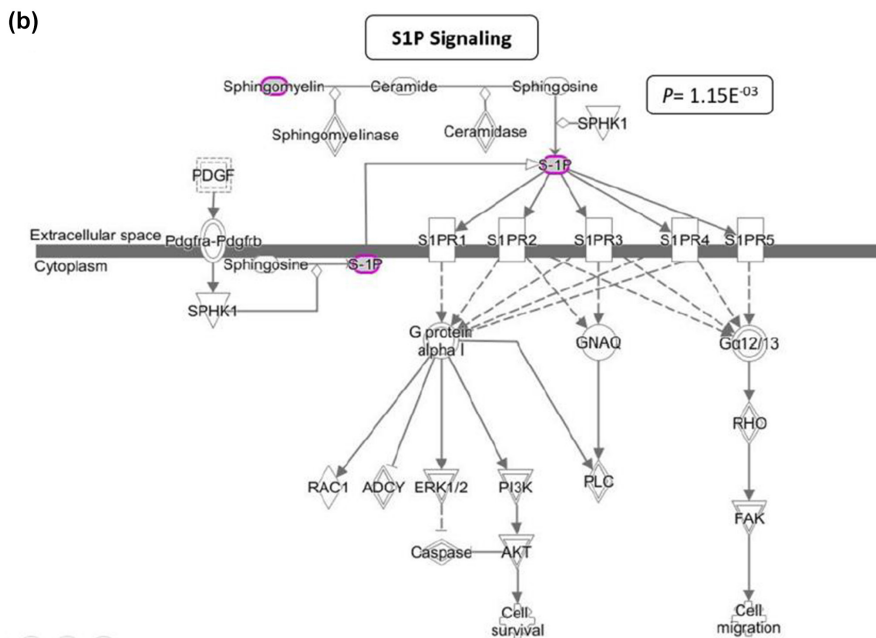 (b)
S1P Signaling
P= 1.15E-03
Sphingomyelin
Ceramide
Sphingosine
Sphingomyelinase
Ceramidase
SPHK1
S-1P
PDGF
Extracellular space
Pdgfra-Pdgfrb
S1PR1
S1PR2
S1PR3
S1PR4
S1PR5
Cytoplasm
Sphingosine
S-1P
SPHK1
G protein
alpha I
GNAQ
Gα12/13
RHO
RAC1
ADCY
ERK1/2
PI3K
PLC
FAK
Caspase
AKT
Cell
survival
Cell
migration